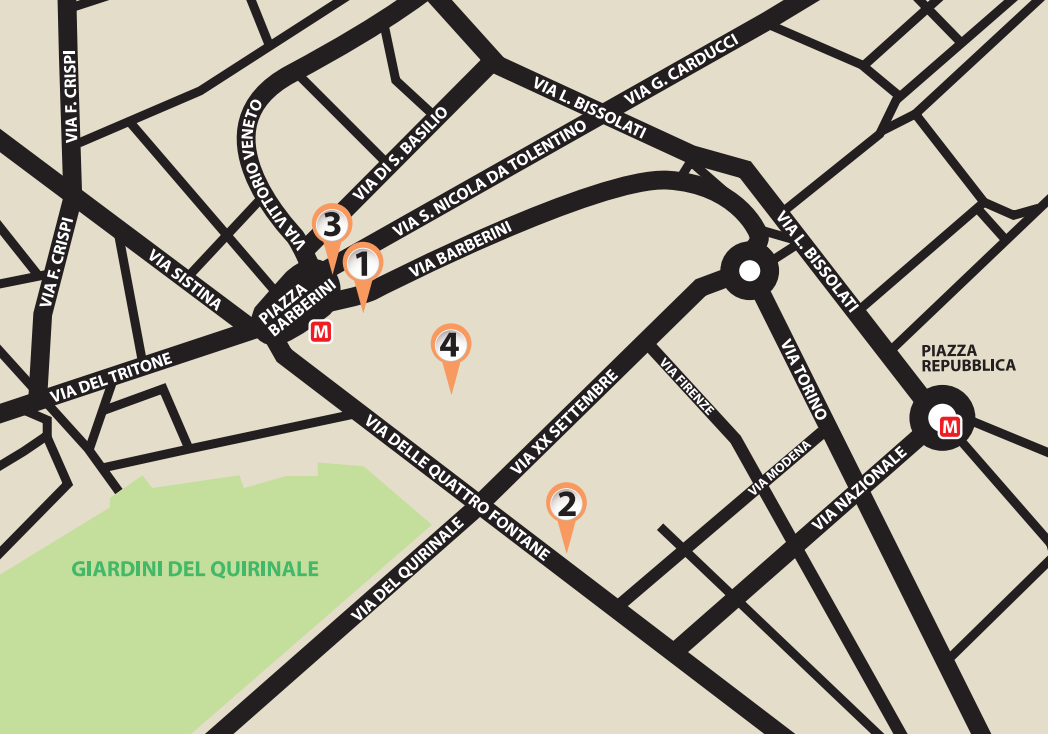 VIA F. CRISPI
VIA L. BISSOLATI
VIA G. CARDUCCI
VIA VITTORIO VENETO
VIA DI S. BASILIO
VIA S. NICOLA DA TOLENTINO
VIA F. CRISPI
VIA SISTINA
3
1
VIA BARBERINI
VIA L. BISSOLATI
PIAZZA
BARBERINI
M
4
VIA DEL TRITONE
VIA FIRENZE
VIA TORINO
PIAZZA
REPUBBLICA
M
VIA XX SETTEMBRE
VIA DELLE QUATTRO FONTANE
VIA MODENA
VIA NAZIONALE
2
VIA DEL QUIRINALE
GIARDINI DEL QUIRINALE